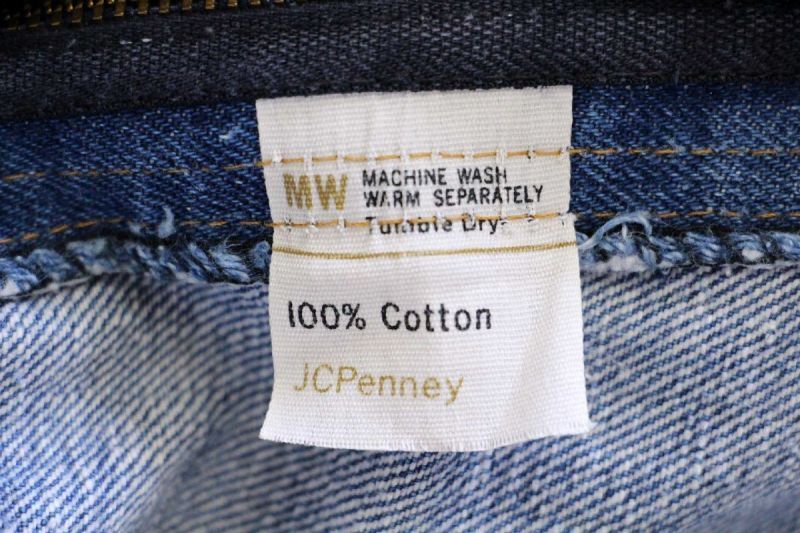 MW MACHINE WASH
WARM SEPARATELY
Tumble Dry
100% Cotton
JCPenney